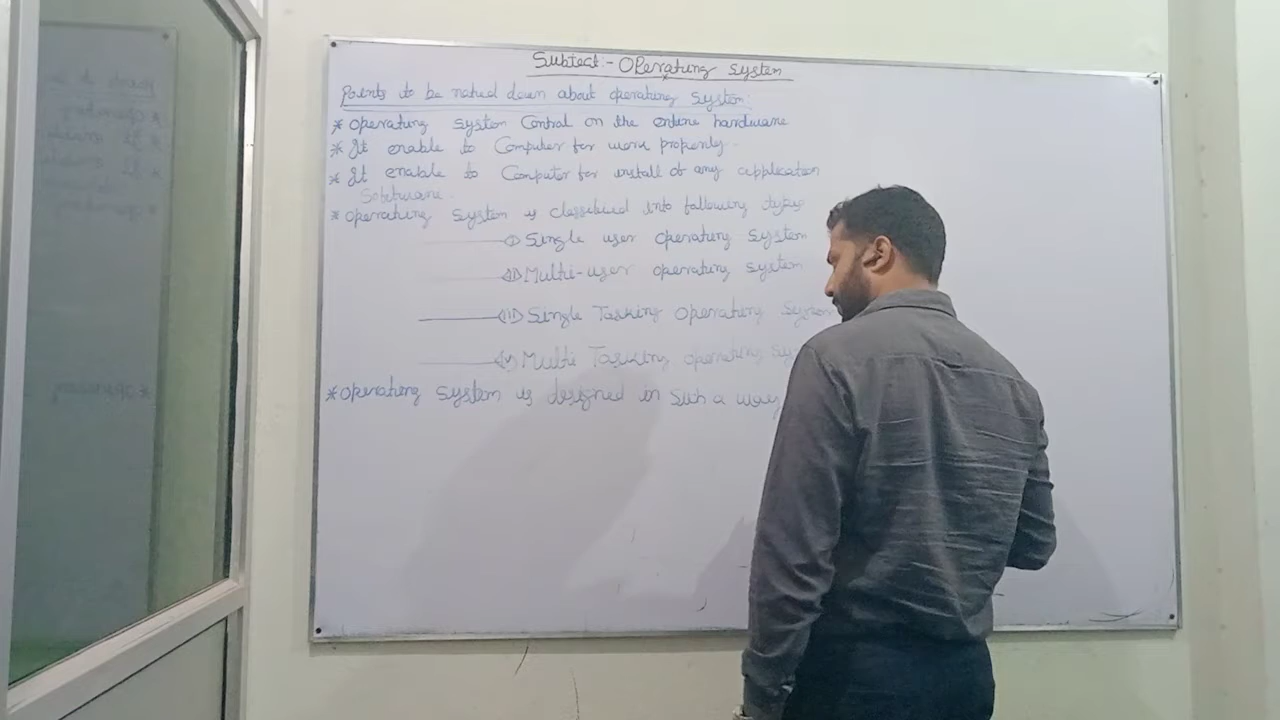 Subject:- Operating System
Points to be noted down about operating system:
* Operating system Control on the entire hardware
* It enable to Computer for work properly.
* It enable to Computer for install of any application
Software.
* Operating system is classified into following types
(I) Single user operating system
(II) Multi-user operating system
(III) Single Tasking Operating System
(IV) Multi Tasking operating Sys
* Operating system is designed in such a way